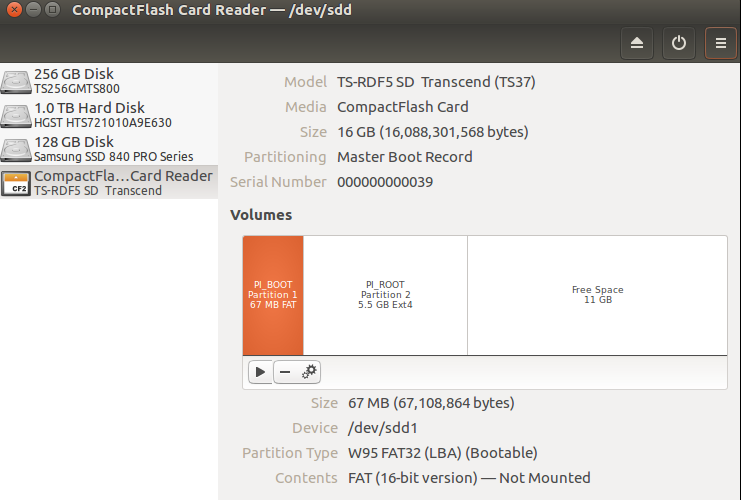 CompactFlash Card Reader — /dev/sdd
256 GB Disk
TS256GMTS800
1.0 TB Hard Disk
HGST HTS721010A9E630
128 GB Disk
Samsung SSD 840 PRO Series
CF2
CompactFla...Card Reader
TS-RDF5 SD Transcend
Model TS-RDF5 SD Transcend (TS37)
Media CompactFlash Card
Size 16 GB (16,088,301,568 bytes)
Partitioning Master Boot Record
Serial Number 000000000039
Volumes
PI_BOOT
Partition 1
67 MB FAT
PI_ROOT
Partition 2
5.5 GB Ext4
Free Space
11 GB
Size 67 MB (67,108,864 bytes)
Device /dev/sdd1
Partition Type W95 FAT32 (LBA) (Bootable)
Contents FAT (16-bit version) — Not Mounted